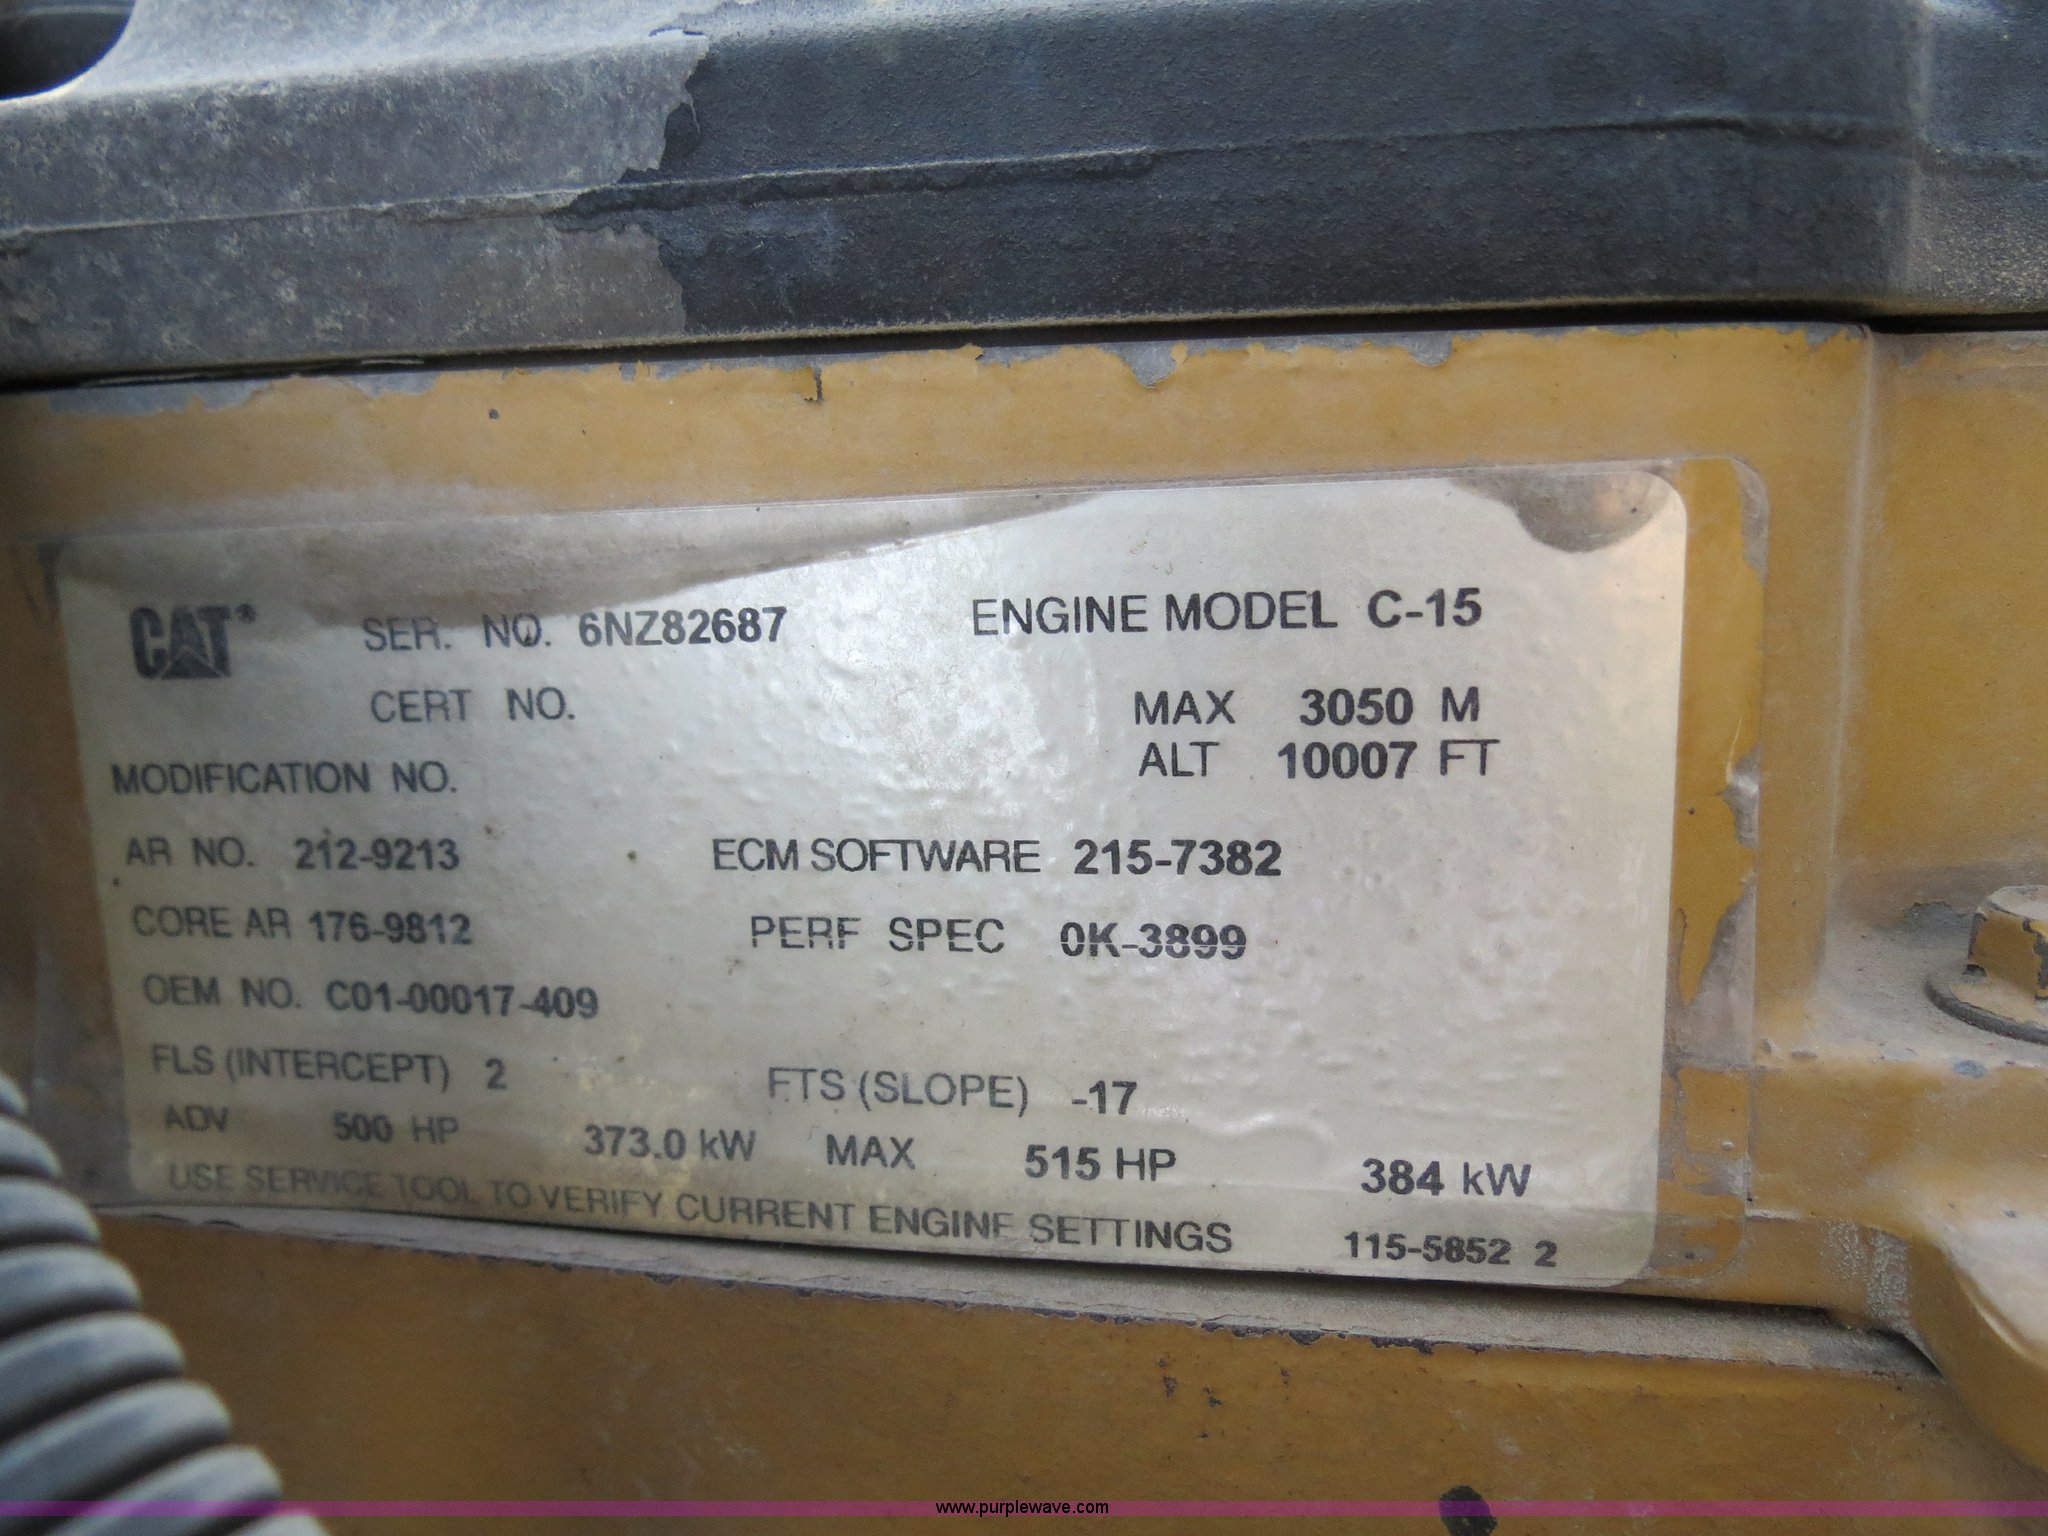 CAT® SER. NO. 6NZ82687 ENGINE MODEL C-15
CERT NO. MAX 3050 M
MODIFICATION NO. ALT 10007 FT
AR NO. 212-9213 ECM SOFTWARE 215-7382
CORE AR 176-9812 PERF SPEC 0K-3899
OEM NO. C01-00017-409
FLS (INTERCEPT) 2 FTS (SLOPE) -17
ADV 500 HP 373.0 kW MAX 515 HP 384 kW
USE SERVICE TOOL TO VERIFY CURRENT ENGINE SETTINGS 115-5852 2
www.purplewave.com